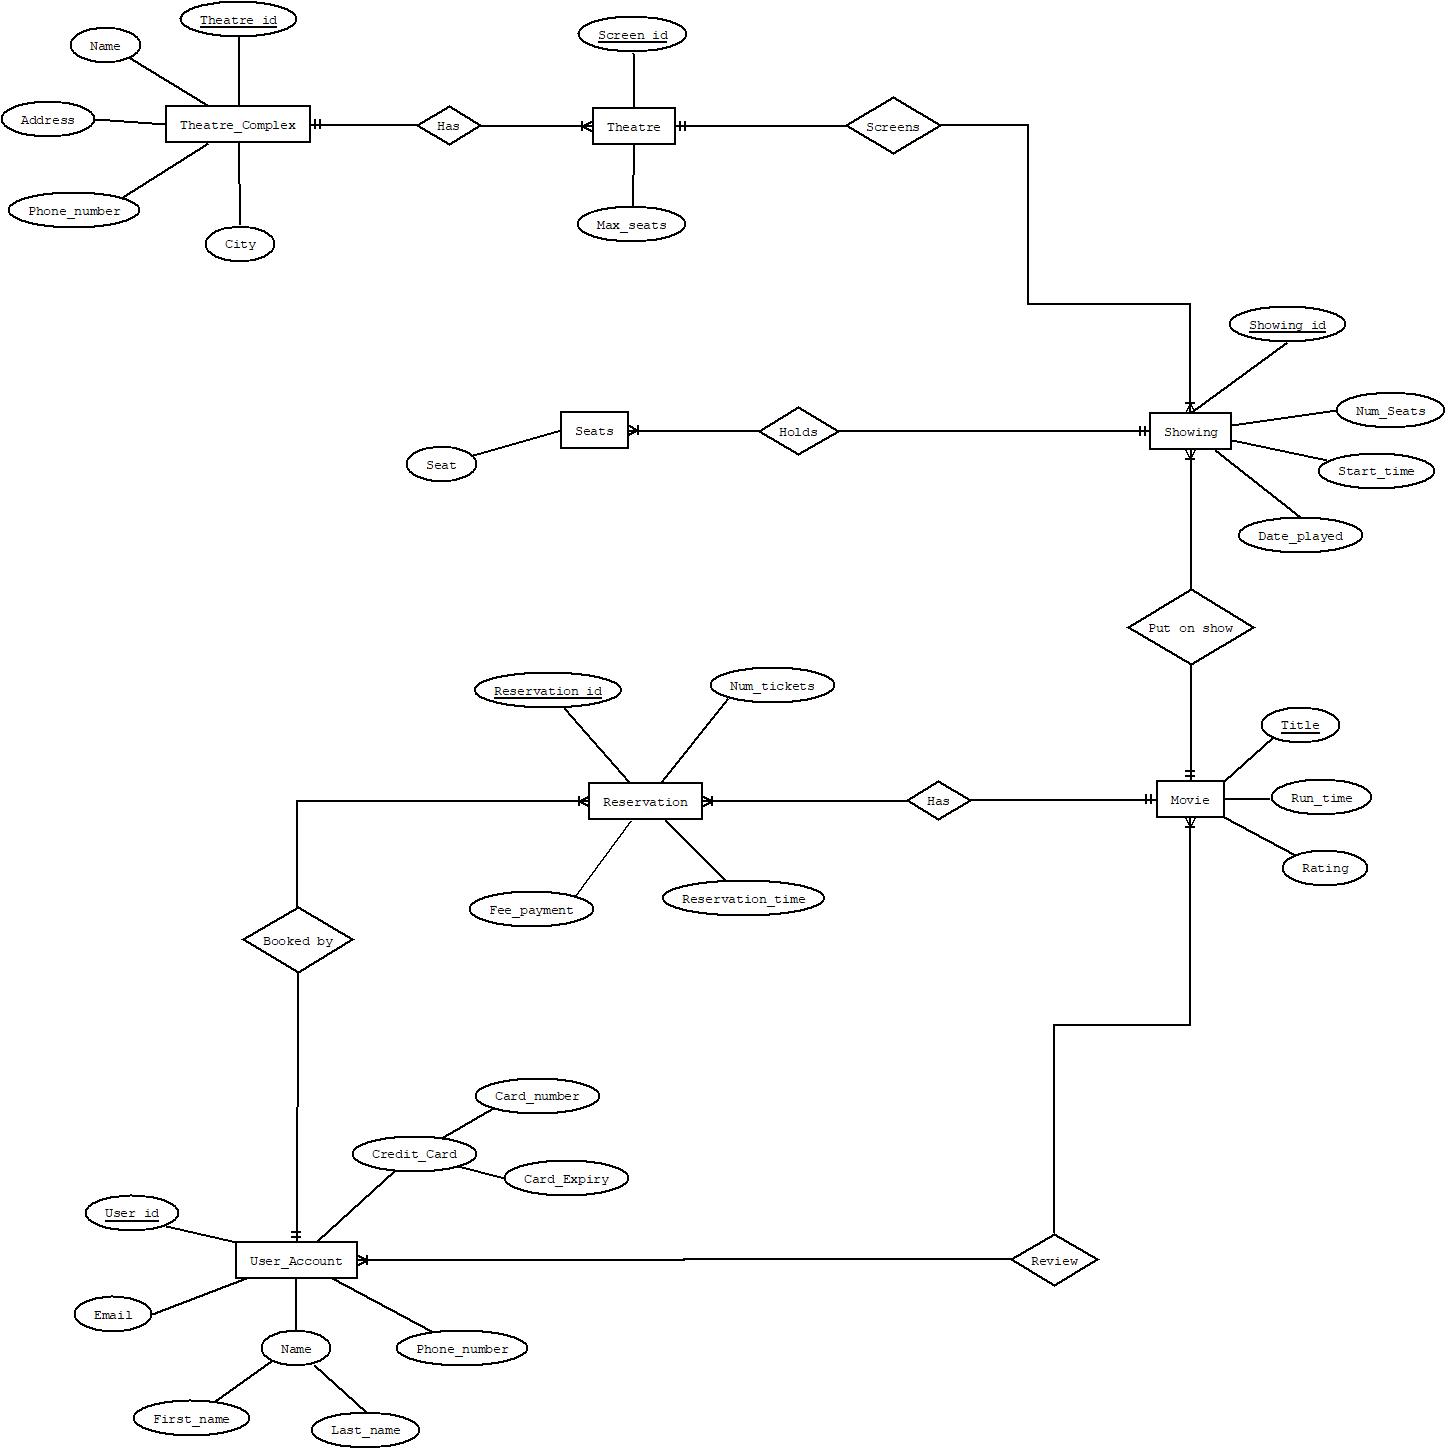 Theatre_id
Name
Address
Theatre_Complex
Phone_number
City
Has
Screen_id
Theatre
Max_seats
Screens
Showing_id
Num_Seats
Showing
Start_time
Date_played
Holds
Seats
Seat
Put on show
Title
Movie
Run_time
Rating
Has
Reservation_id
Num_tickets
Reservation
Fee_payment
Reservation_time
Booked by
Card_number
Credit_Card
Card_Expiry
User_id
User_Account
Review
Email
Name
Phone_number
First_name
Last_name